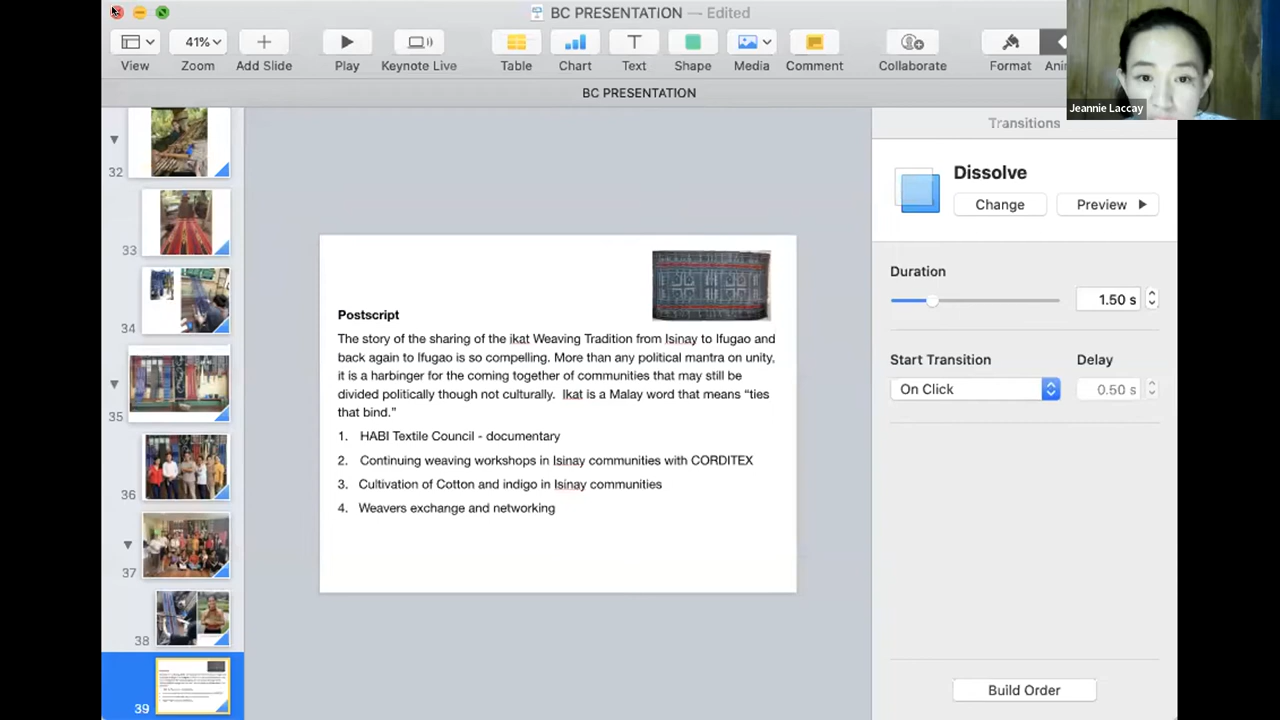 BC PRESENTATION — Edited
View
41%
Zoom
Add Slide
Play
Keynote Live
Table
Chart
Text
Shape
Media
Comment
Collaborate
Format
Ani
BC PRESENTATION
Jeannie Laccay
Transitions
32
33
34
35
36
37
38
39
Postscript
The story of the sharing of the ikat Weaving Tradition from Isinay to Ifugao and
back again to Ifugao is so compelling. More than any political mantra on unity,
it is a harbinger for the coming together of communities that may still be
divided politically though not culturally. Ikat is a Malay word that means “ties
that bind.”
1. HABI Textile Council - documentary
2. Continuing weaving workshops in Isinay communities with CORDITEX
3. Cultivation of Cotton and indigo in Isinay communities
4. Weavers exchange and networking
Dissolve
Change
Preview
Duration
1.50 s
Start Transition
Delay
On Click
0.50 s
Build Order